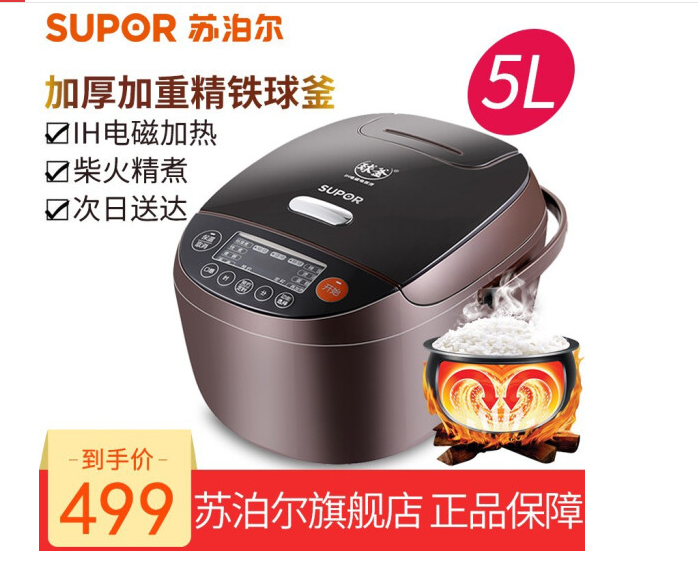 SUPOR 苏泊尔
5L
加厚加重精铁球釜
IH电磁加热
柴火精煮
次日送达
球釜
SUPOR
开始
到手价
499
苏泊尔旗舰店 正品保障